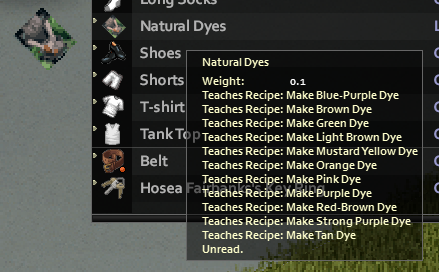 Long Socks
Natural Dyes
Shoes
Shorts
T-shirt
Tank Top
Belt
Hosea Fairbanks's Key Ring
Natural Dyes
Weight: 0.1
Teaches Recipe: Make Blue-Purple Dye
Teaches Recipe: Make Brown Dye
Teaches Recipe: Make Green Dye
Teaches Recipe: Make Light Brown Dye
Teaches Recipe: Make Mustard Yellow Dye
Teaches Recipe: Make Orange Dye
Teaches Recipe: Make Pink Dye
Teaches Recipe: Make Purple Dye
Teaches Recipe: Make Red-Brown Dye
Teaches Recipe: Make Strong Purple Dye
Teaches Recipe: Make Tan Dye
Unread.